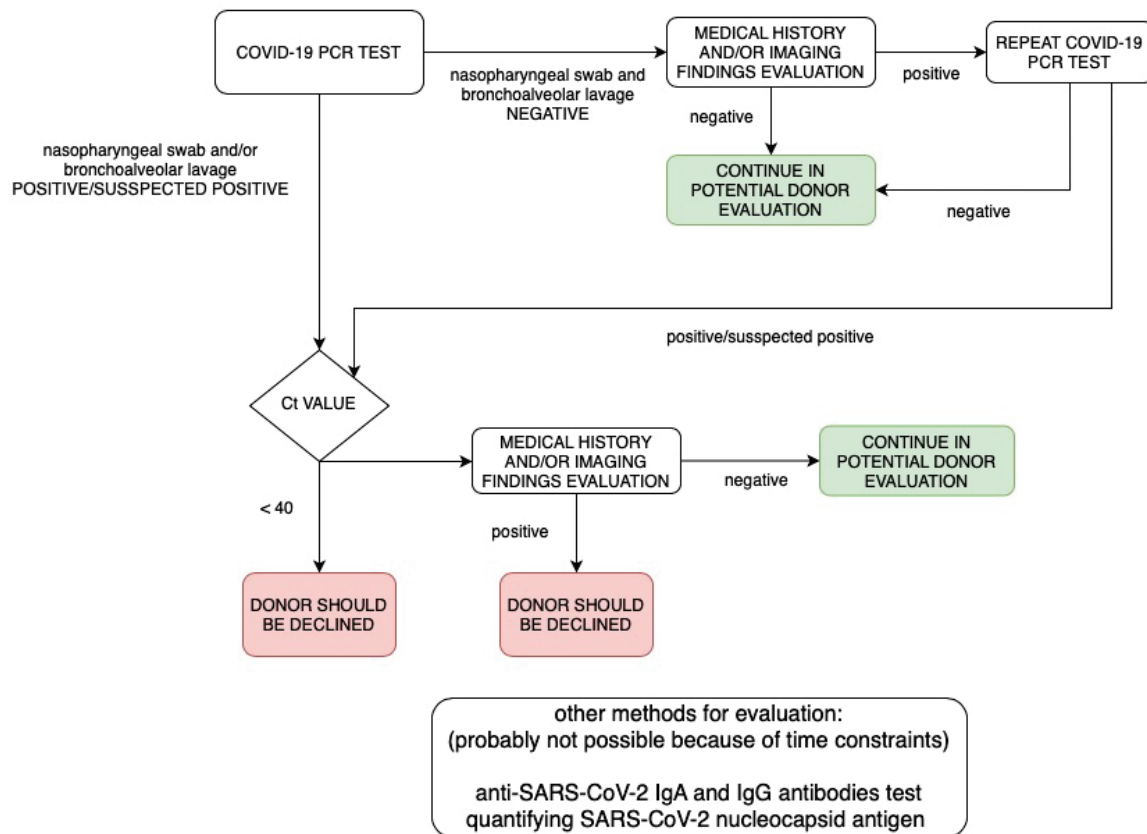 COVID-19 PCR TEST
nasopharyngeal swab and
bronchoalveolar lavage
NEGATIVE
MEDICAL HISTORY
AND/OR IMAGING
FINDINGS EVALUATION
positive
REPEAT COVID-19
PCR TEST
negative
CONTINUE IN
POTENTIAL DONOR
EVALUATION
negative
nasopharyngeal swab and/or
bronchoalveolar lavage
POSITIVE/SUSSPECTED POSITIVE
positive/susspected positive
Ct VALUE
MEDICAL HISTORY
AND/OR IMAGING
FINDINGS EVALUATION
negative
CONTINUE IN
POTENTIAL DONOR
EVALUATION
< 40
positive
DONOR SHOULD
BE DECLINED
DONOR SHOULD
BE DECLINED
other methods for evaluation:
(probably not possible because of time constraints)
anti-SARS-CoV-2 IgA and IgG antibodies test
quantifying SARS-CoV-2 nucleocapsid antigen